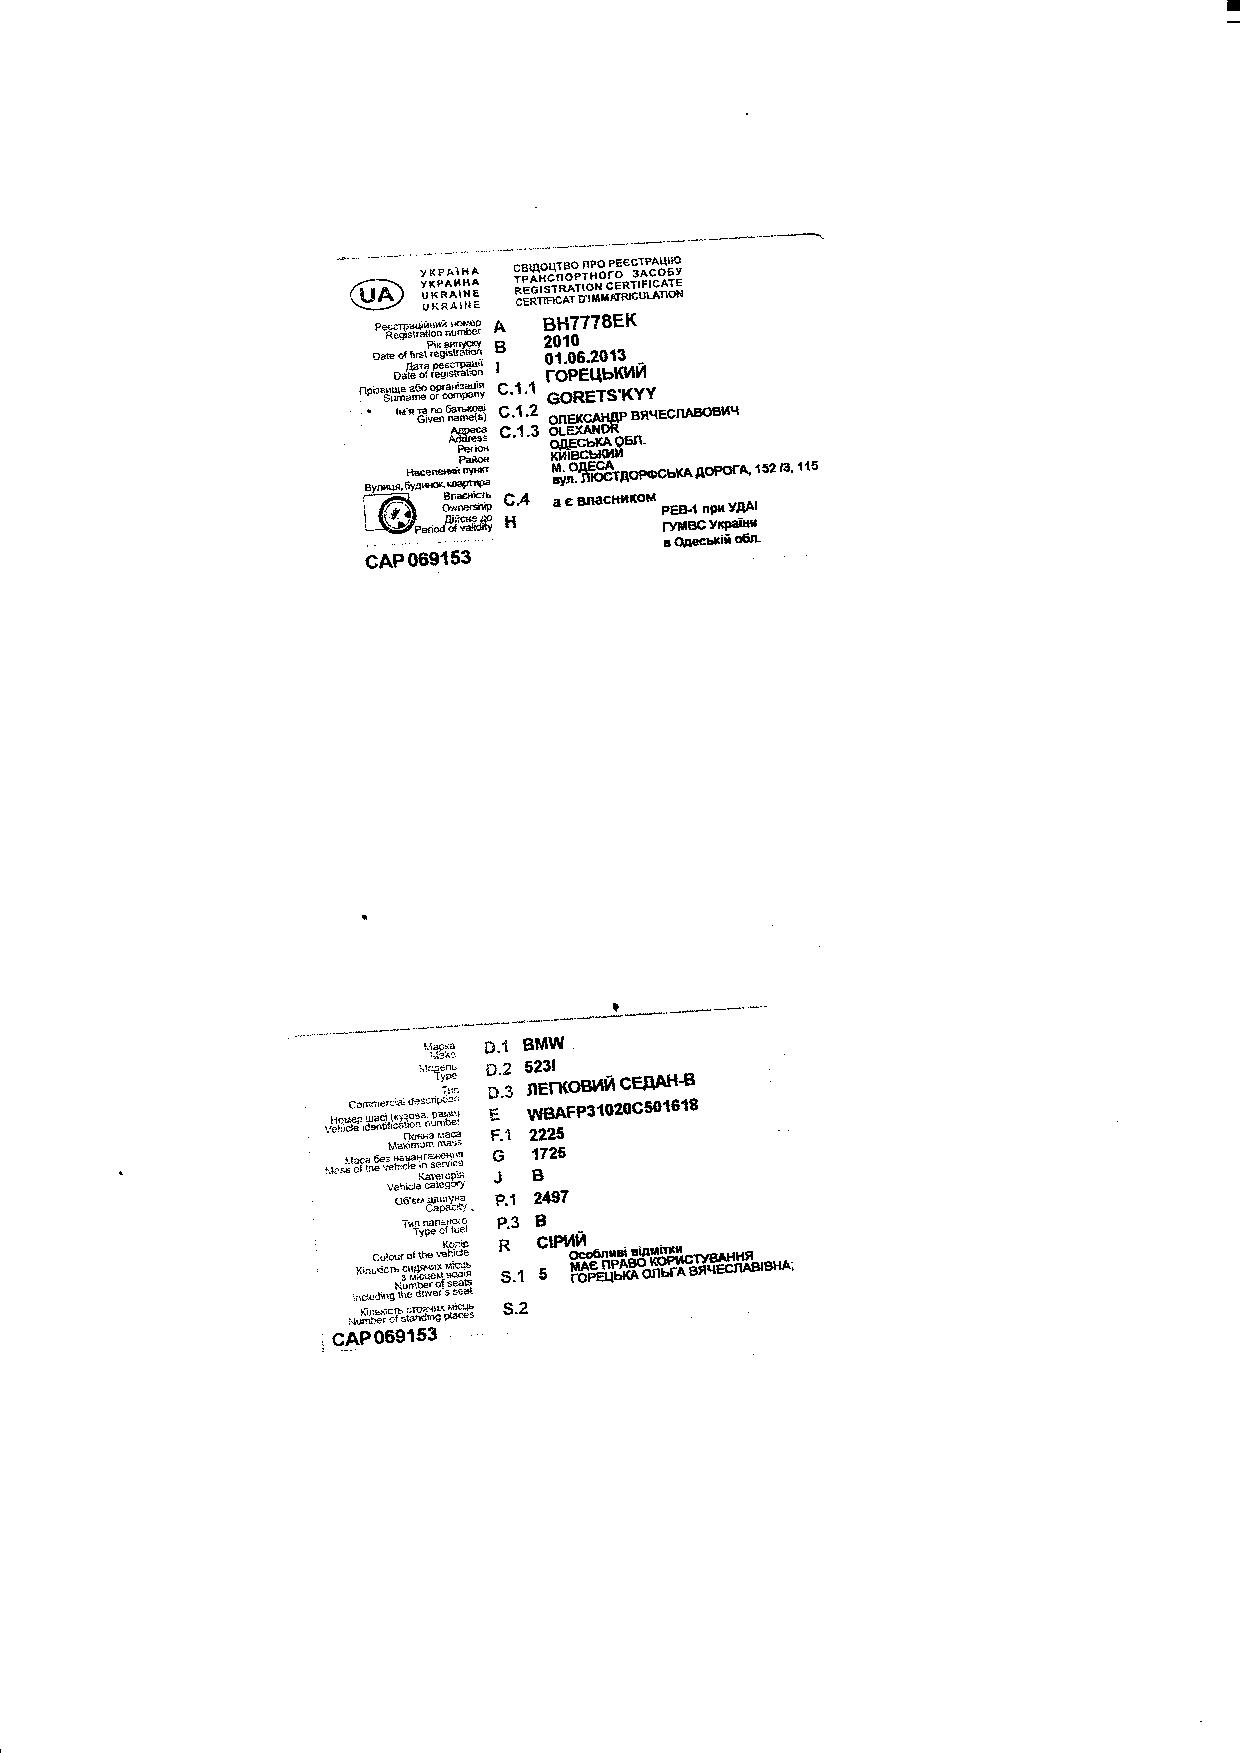 UA
УКРАЇНА
УКРАИНА
UKRAINE
UKRAINE
СВІДОЦТВО ПРО РЕЄСТРАЦІЮ
ТРАНСПОРТНОГО ЗАСОБУ
REGISTRATION CERTIFICATE
CERTIFICAT D'IMMATRICULATION
Реєстраційний номер
Registration number A BH7778EK
Рік випуску
Date of first registration B 2010
Дата реєстрації
Date of registration I 01.06.2013
Прізвище або організація
Surname or company C.1.1 ГОРЕЦЬКИЙ
GORETS'KYY
Ім'я та по батькові
Given name(s) C.1.2 ОЛЕКСАНДР ВЯЧЕСЛАВОВИЧ
OLEXANDR
Адреса
Address C.1.3
Регіон ОДЕСЬКА ОБЛ.
Район КИЇВСЬКИЙ
Населений пункт М. ОДЕСА
Вулиця, будинок, квартира вул. ЛЮСТДОРФСЬКА ДОРОГА, 152 /3, 115
Власність
Ownership C.4 а є власником
Дійсне до
Period of validity H
РЕВ-1 при УДАІ
ГУМВС України
в Одеській обл.
САР 069153
Марка
Make D.1 BMW
Модель
Type D.2 523I
Тип
Commercial description D.3 ЛЕГКОВИЙ СЕДАН-В
Номер шасі (кузова, рами)
Vehicle identification number E WBAFP31020C501618
Повна маса
Maximum mass F.1 2225
Маса без навантаження
Mass of the vehicle in service G 1725
Категорія
Vehicle category J B
Об'єм двигуна
Capacity P.1 2497
Тип пального
Type of fuel P.3 B
Колір
Colour of the vehicle R СІРИЙ
Кількість сидячих місць
з місцем водія
Number of seats
including the driver's seat S.1 5
Особливі відмітки
МАЄ ПРАВО КОРИСТУВАННЯ
ГОРЕЦЬКА ОЛЬГА ВЯЧЕСЛАВІВНА;
Кількість стоячих місць
Number of standing places S.2
САР 069153